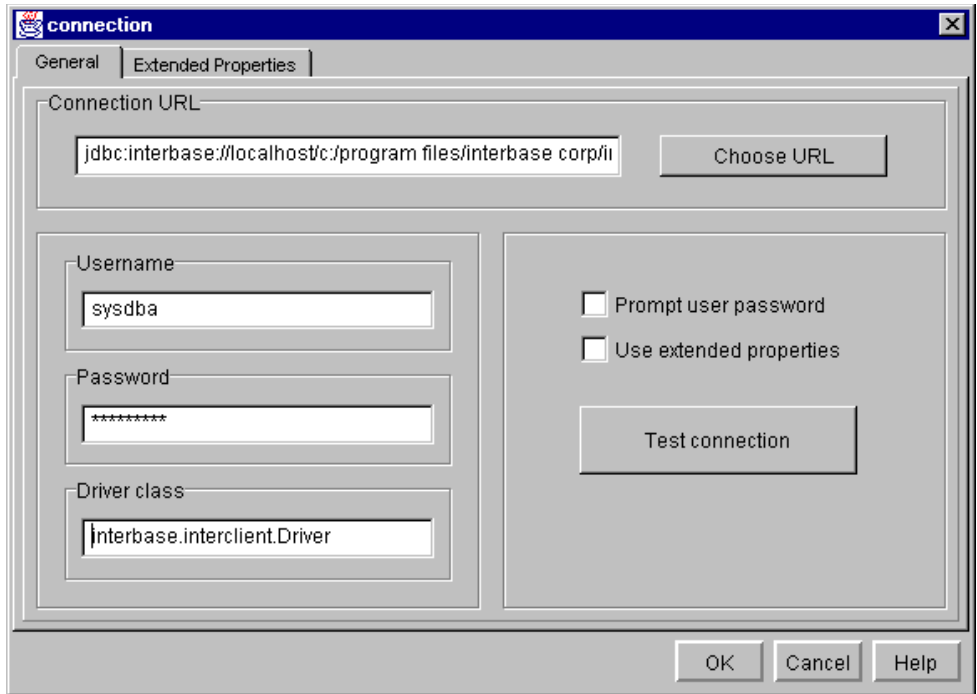 connection
General
Extended Properties
Connection URL
jdbc:interbase://localhost/c:/program files/interbase corp/
Choose URL
Username
sysdba
Prompt user password
Use extended properties
Password
*********
Test connection
Driver class
interbase.interclient.Driver
OK
Cancel
Help